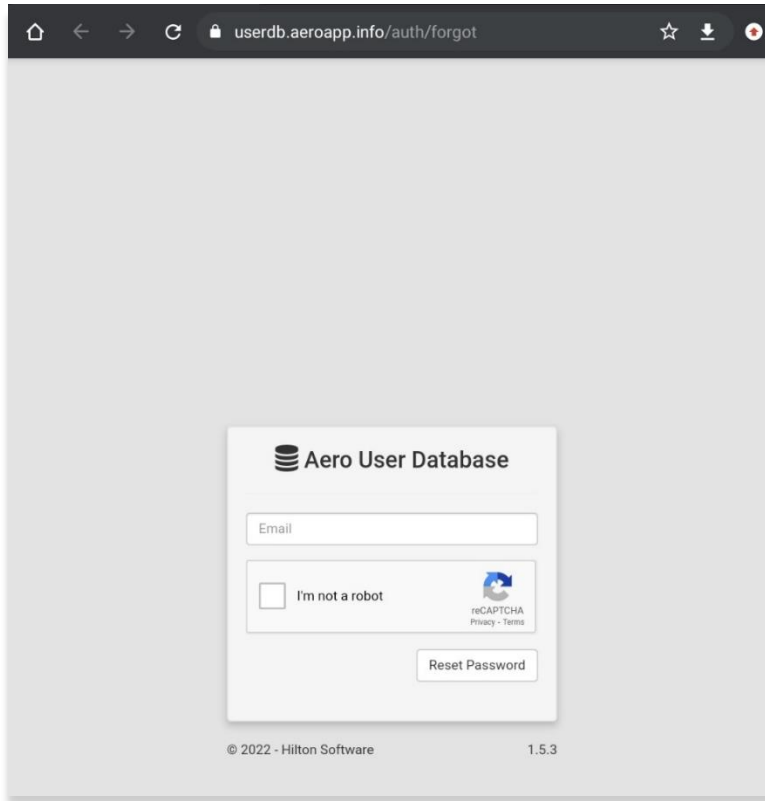 userdb.aeroapp.info/auth/forgot
Aero User Database
Email
I'm not a robot
reCAPTCHA
Privacy - Terms
Reset Password
© 2022 - Hilton Software 1.5.3